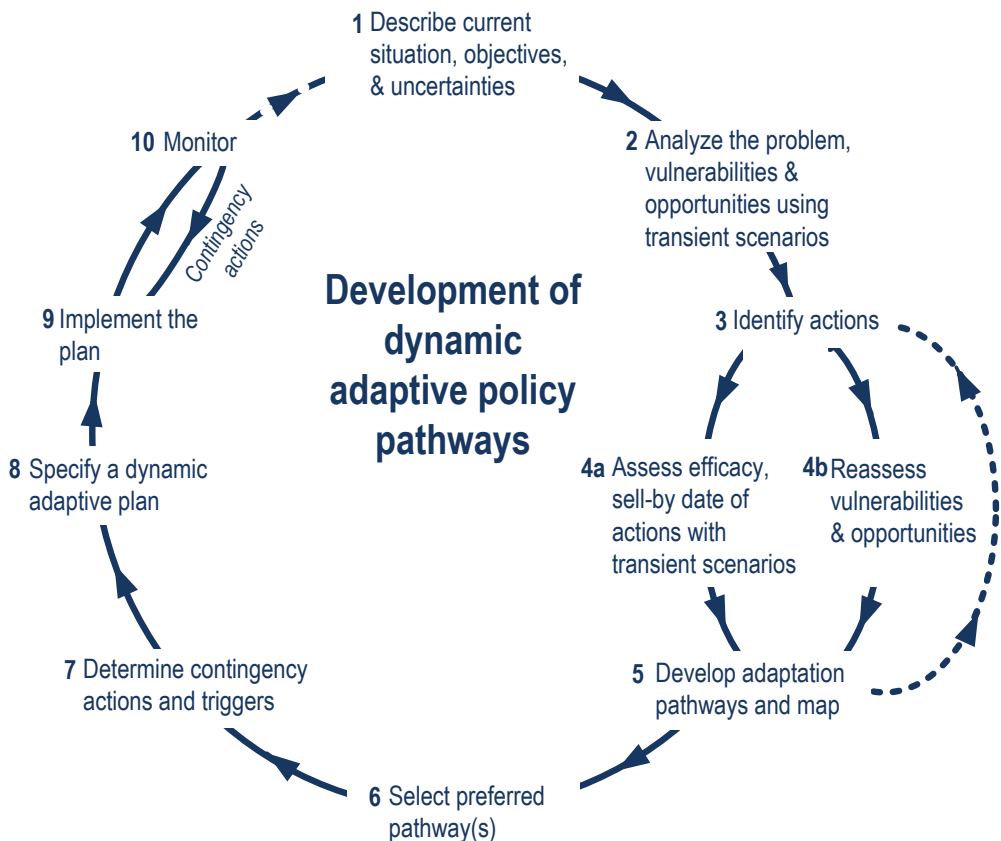 1 Describe current
situation, objectives,
& uncertainties
2 Analyze the problem,
vulnerabilities &
opportunities using
transient scenarios
3 Identify actions
4a Assess efficacy,
sell-by date of
actions with
transient scenarios
4b Reassess
vulnerabilities
& opportunities
5 Develop adaptation
pathways and map
6 Select preferred
pathway(s)
7 Determine contingency
actions and triggers
8 Specify a dynamic
adaptive plan
9 Implement the
plan
10 Monitor
Contingency
actions
Development of
dynamic
adaptive policy
pathways